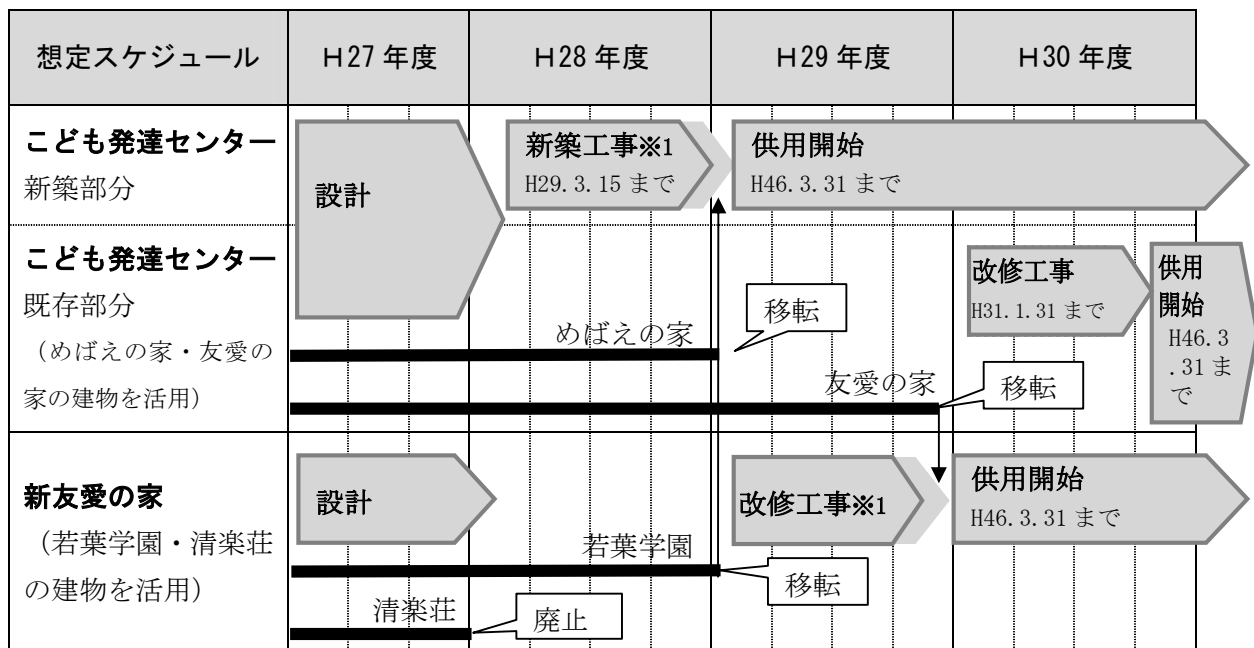 想定スケジュール H27 年度 H28 年度 H29 年度 H30 年度
こども発達センター
新築部分
設計
新築工事※1
H29.3.15 まで
供用開始
H46.3.31 まで
こども発達センター
既存部分
（めばえの家・友愛の
家の建物を活用）
めばえの家
移転
友愛の家
移転
改修工事
H31.1.31 まで
供用
開始
H46.3
.31 ま
で
新友愛の家
（若葉学園・清楽荘
の建物を活用）
設計
改修工事※1
供用開始
H46.3.31 まで
若葉学園
移転
清楽荘
廃止